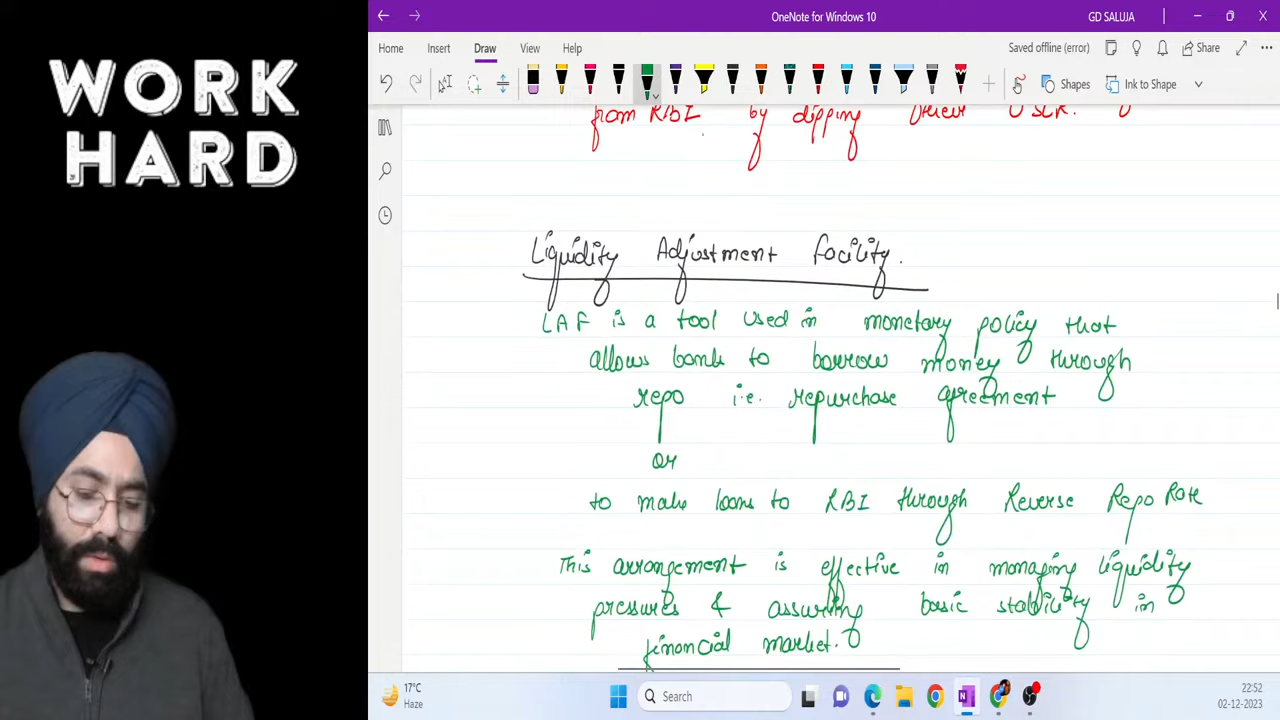 WORK
HARD
OneNote for Windows 10
GD SALUJA
Home Insert Draw View Help
Saved offline (error)
Share
Shapes
Ink to Shape
from RBI by dipping their
Liquidity Adjustment Facility.
LAF is a tool used in monetary policy that
allows banks to borrow money through
repo i.e. repurchase agreement
or
to make loans to RBI through Reverse Repo Rate
This arrangement is effective in managing liquidity
pressures & assuring basic stability in
financial market.
17°C
Haze
Search
22:52
02-12-2023